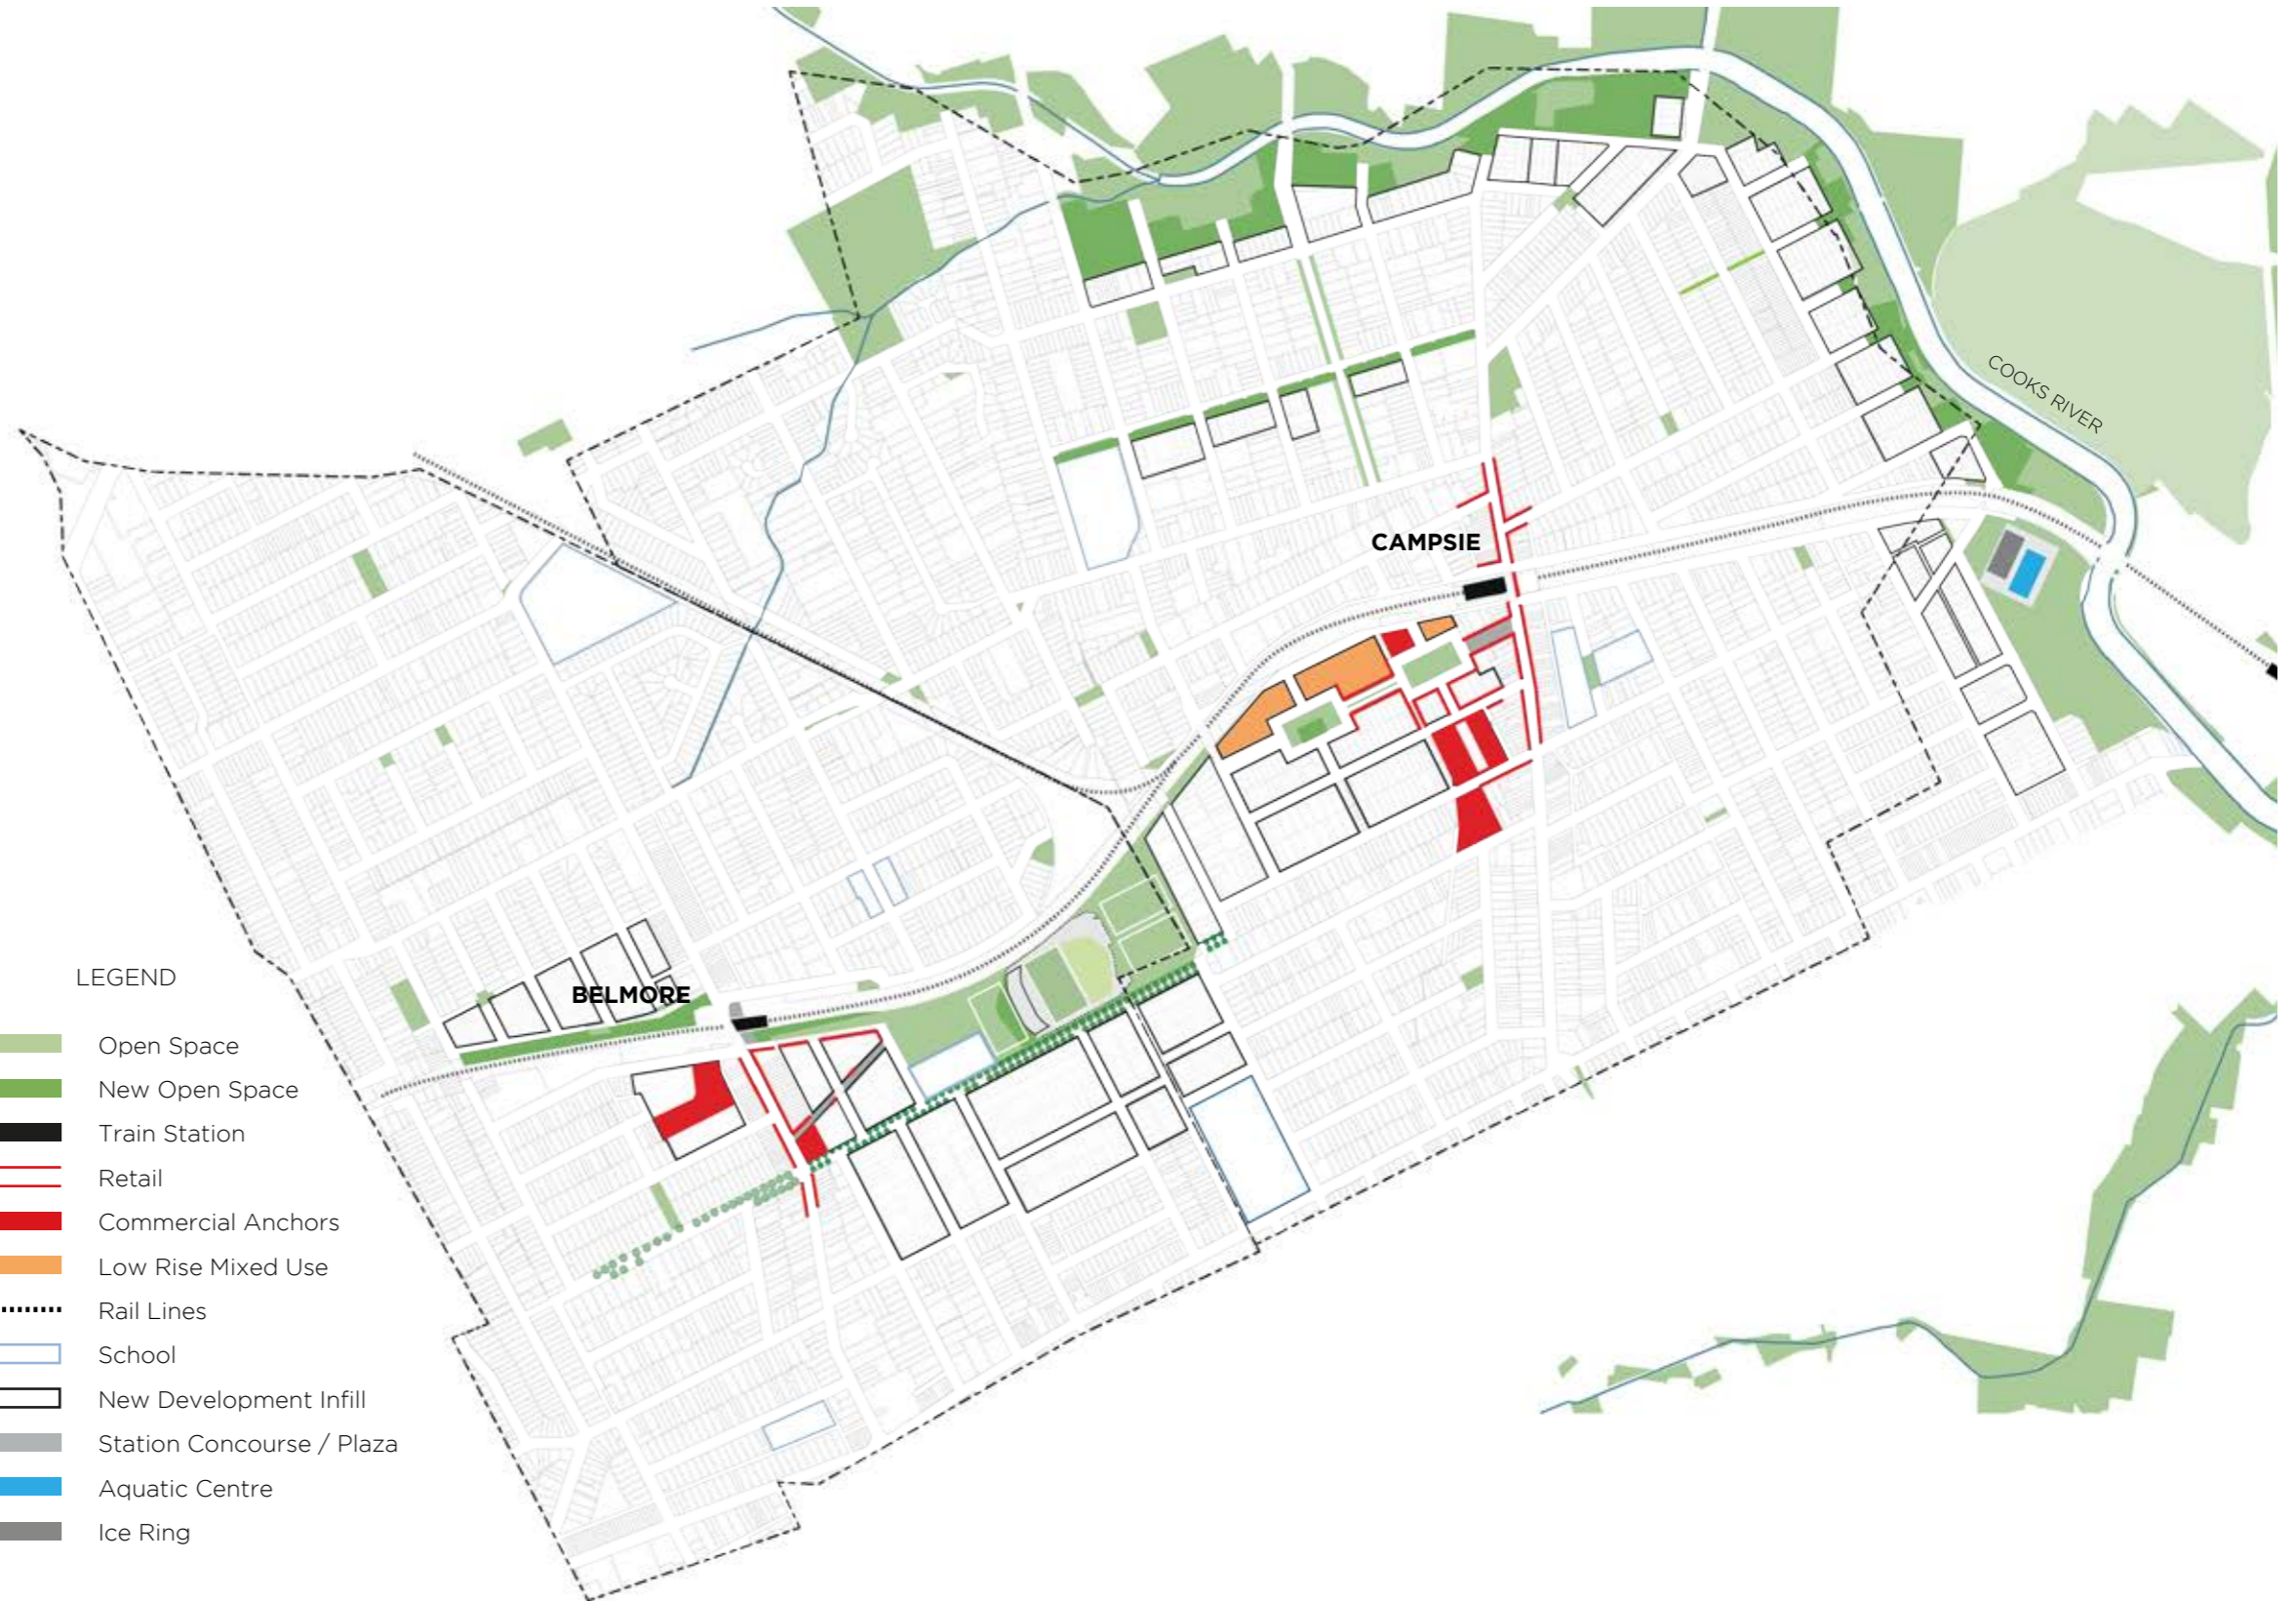 COOKS RIVER
CAMPSIE
BELMORE
LEGEND
Open Space
New Open Space
Train Station
Retail
Commercial Anchors
Low Rise Mixed Use
Rail Lines
School
New Development Infill
Station Concourse / Plaza
Aquatic Centre
Ice Ring